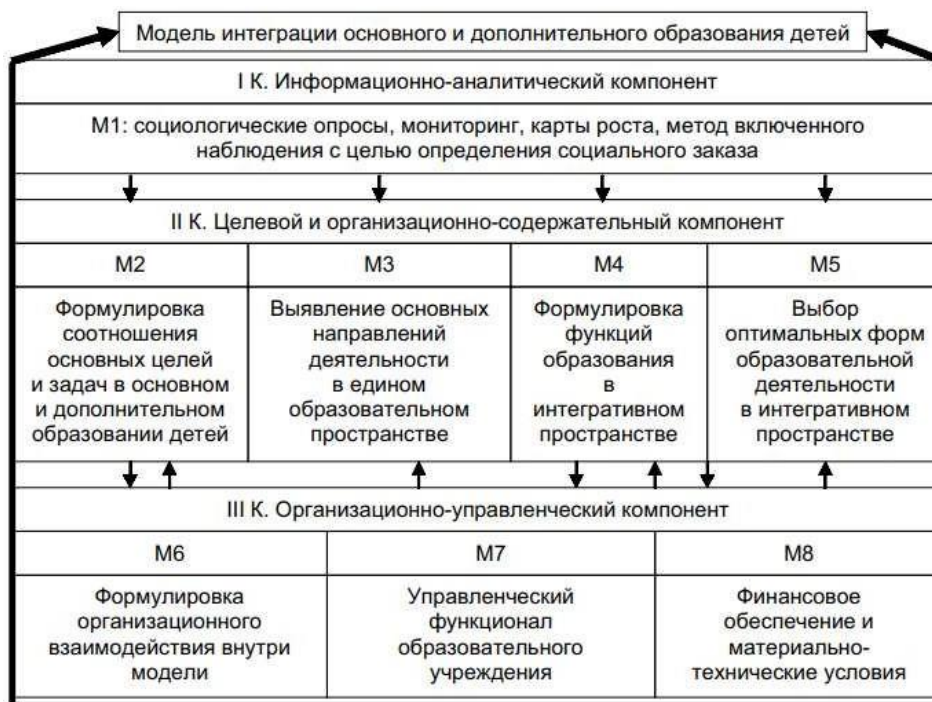 Модель интеграции основного и дополнительного образования детей
I К. Информационно-аналитический компонент
М1: социологические опросы, мониторинг, карты роста, метод включенного
наблюдения с целью определения социального заказа
II К. Целевой и организационно-содержательный компонент
М2
М3
М4
М5
Формулировка
соотношения
основных целей
и задач в основном
и дополнительном
образовании детей
Выявление основных
направлений
деятельности
в едином
образовательном
пространстве
Формулировка
функций
образования
в
интегративном
пространстве
Выбор
оптимальных форм
образовательной
деятельности
в интегративном
пространстве
III К. Организационно-управленческий компонент
М6
М7
М8
Формулировка
организационного
взаимодействия внутри
модели
Управленческий
функционал
образовательного
учреждения
Финансовое
обеспечение и
материально-
технические условия